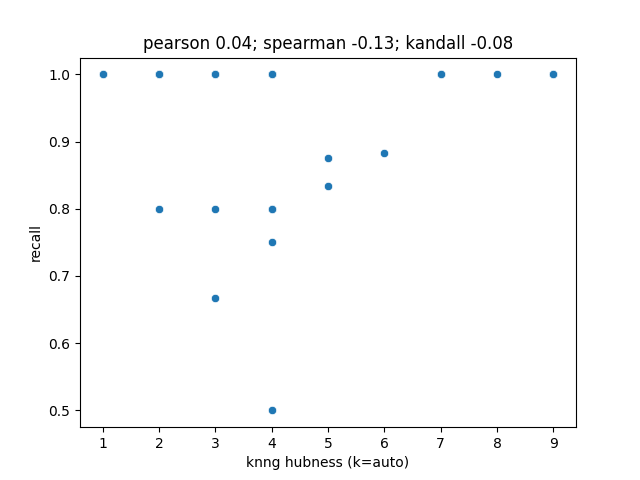 pearson 0.04; spearman -0.13; kandall -0.08
1.0
0.9
0.8
0.7
0.6
0.5
recall
1 2 3 4 5 6 7 8 9
knng hubness (k=auto)